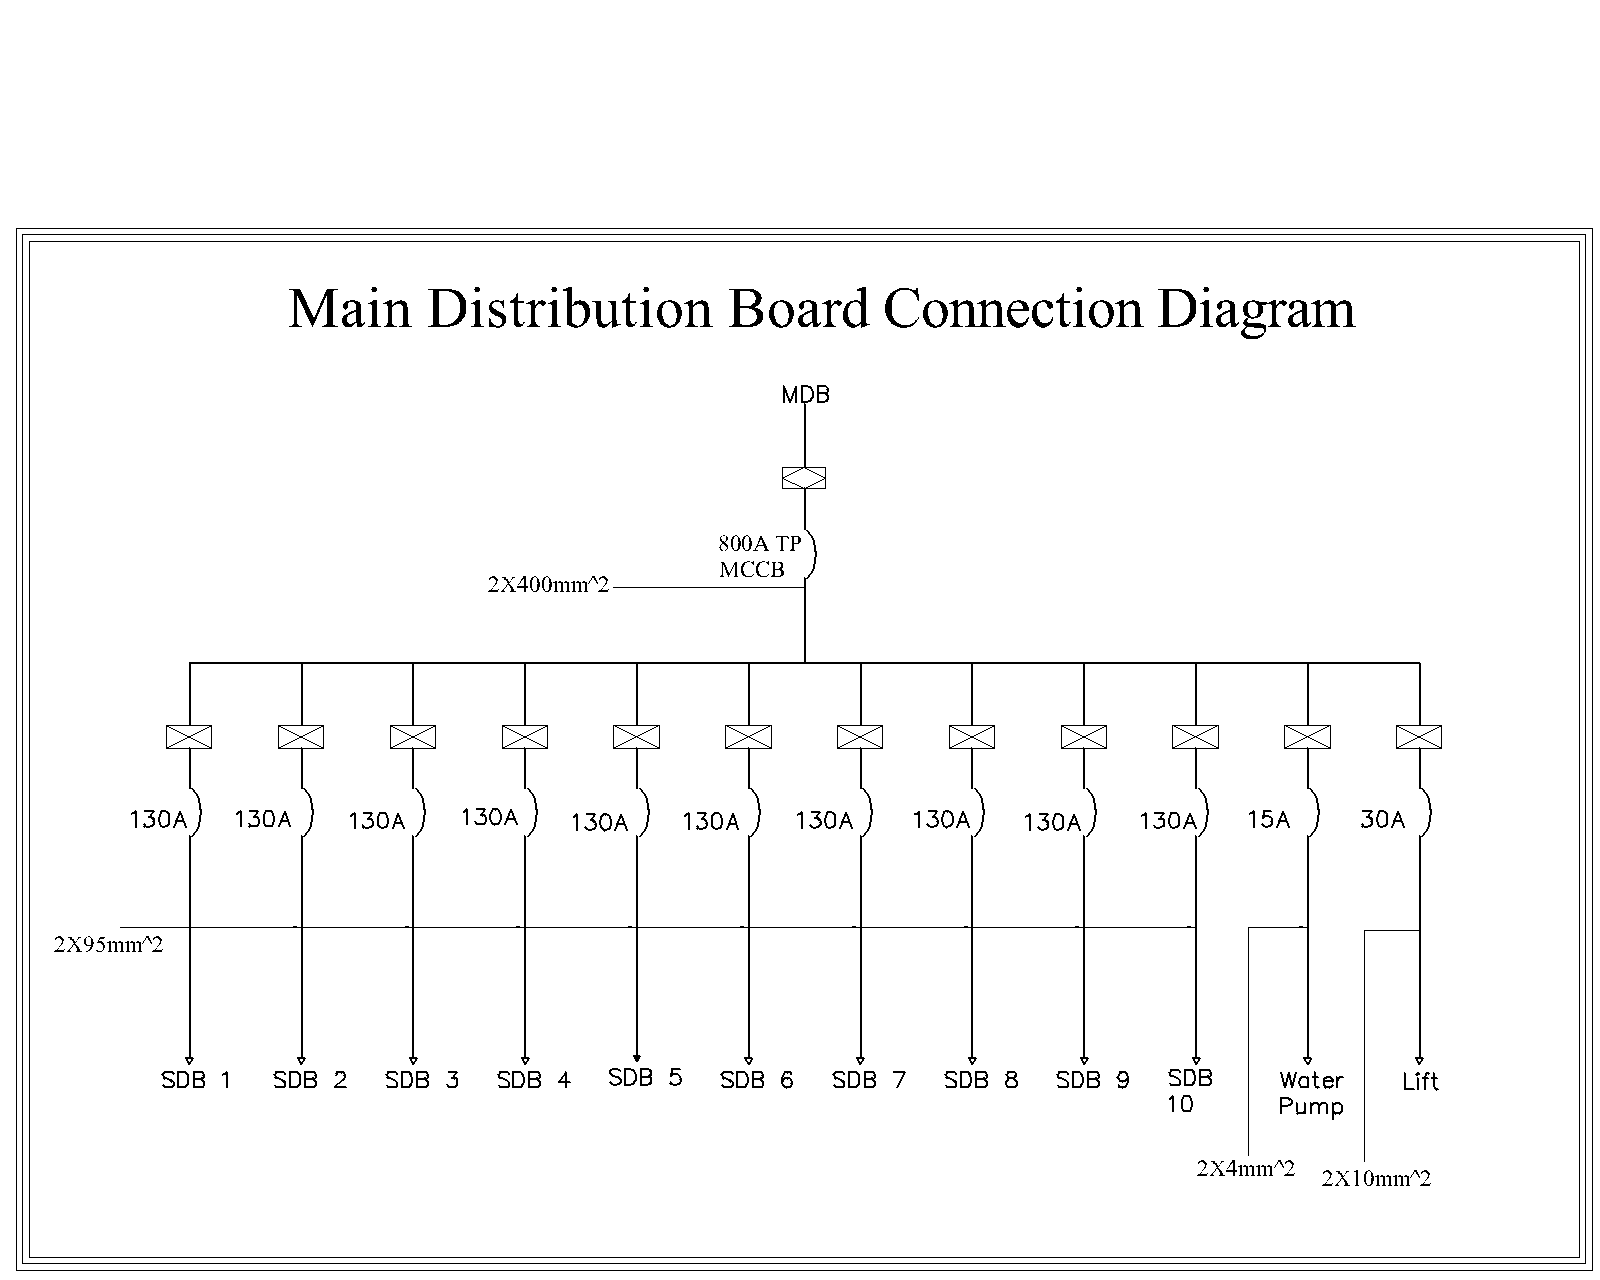 Main Distribution Board Connection Diagram
MDB
800A TP
MCCB
2X400mm^2
130A 130A 130A 130A 130A 130A 130A 130A 130A 130A 15A 30A
2X95mm^2
SDB 1 SDB 2 SDB 3 SDB 4 SDB 5 SDB 6 SDB 7 SDB 8 SDB 9 SDB
10
Water
Pump
Lift
2X4mm^2
2X10mm^2